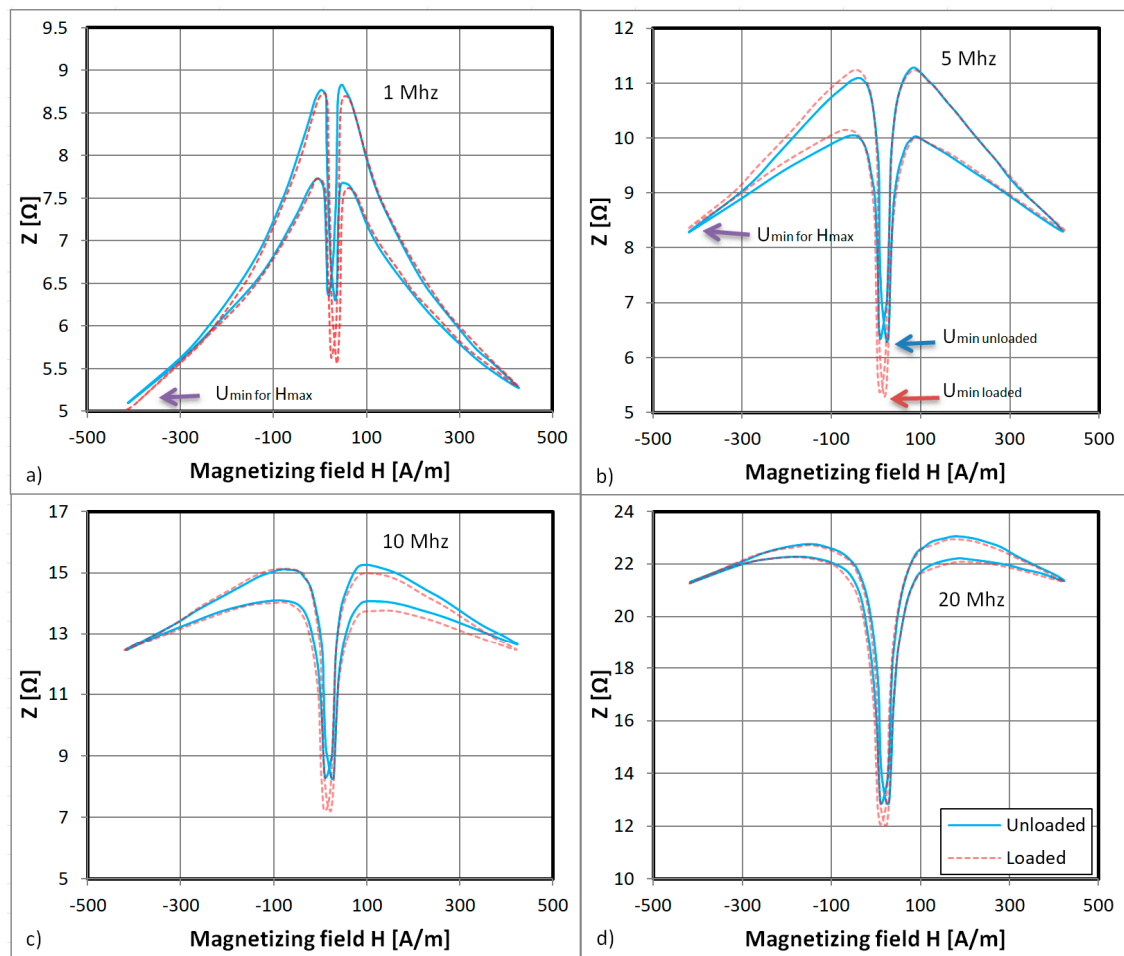 9.5
9
8.5
8
7.5
7
6.5
6
5.5
5
Z [Ω]
1 Mhz
Umin for Hmax
-500 -300 -100 100 300 500
Magnetizing field H [A/m]
a)
12
11
10
9
8
7
6
5
Z [Ω]
5 Mhz
Umin for Hmax
Umin unloaded
Umin loaded
-500 -300 -100 100 300 500
Magnetizing field H [A/m]
b)
17
15
13
11
9
7
5
Z [Ω]
10 Mhz
-500 -300 -100 100 300 500
Magnetizing field H [A/m]
c)
24
22
20
18
16
14
12
10
Z [Ω]
20 Mhz
Unloaded
Loaded
-500 -300 -100 100 300 500
Magnetizing field H [A/m]
d)